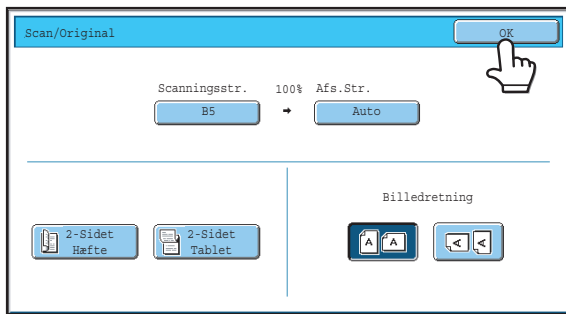 Scan/Original
OK
Scanningsstr. 100% Afs.Str.
B5 → Auto
Billedretning
2-Sidet Hæfte
2-Sidet Tablet
A A A A